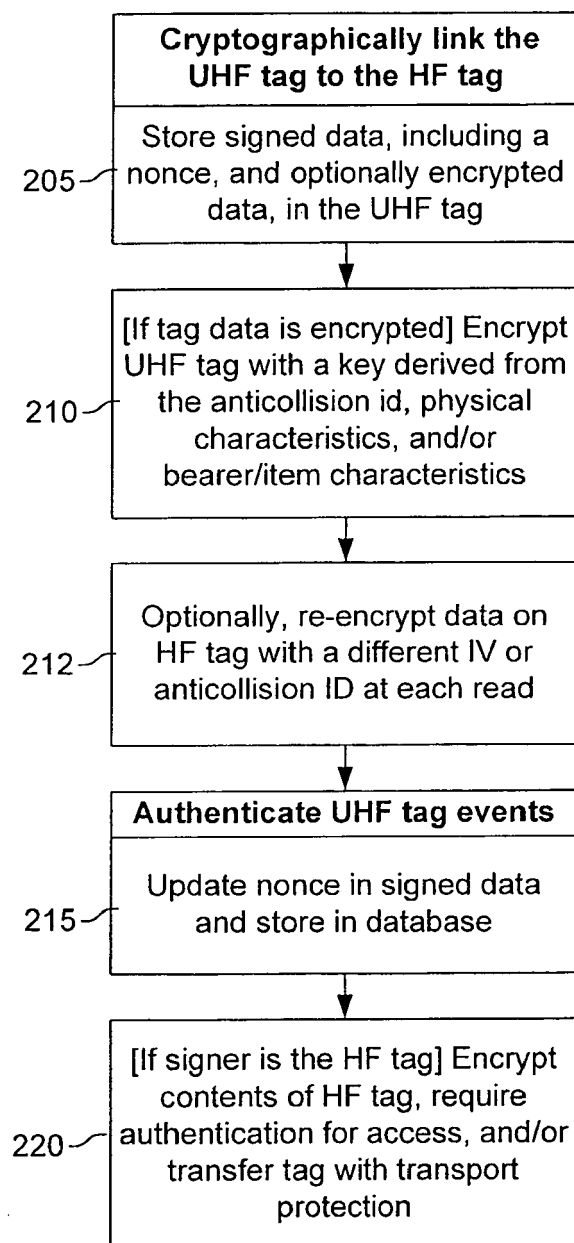 Cryptographically link the
UHF tag to the HF tag
Store signed data, including a
nonce, and optionally encrypted
data, in the UHF tag
205
[If tag data is encrypted] Encrypt
UHF tag with a key derived from
the anticollision id, physical
characteristics, and/or
bearer/item characteristics
210
Optionally, re-encrypt data on
HF tag with a different IV or
anticollision ID at each read
212
Authenticate UHF tag events
Update nonce in signed data
and store in database
215
[If signer is the HF tag] Encrypt
contents of HF tag, require
authentication for access, and/or
transfer tag with transport
protection
220